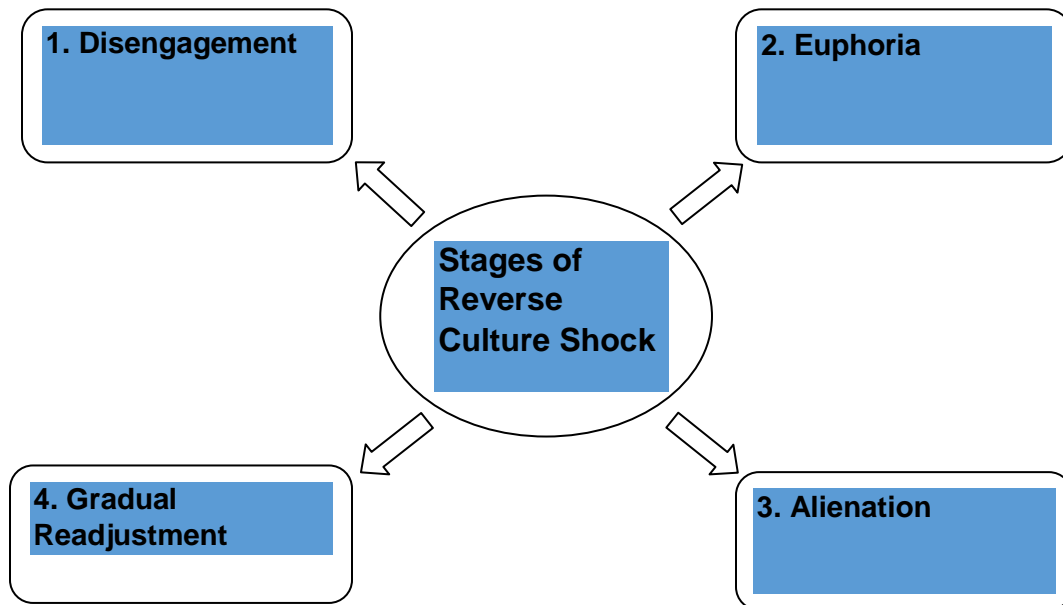 1. Disengagement
2. Euphoria
Stages of
Reverse
Culture Shock
4. Gradual
Readjustment
3. Alienation